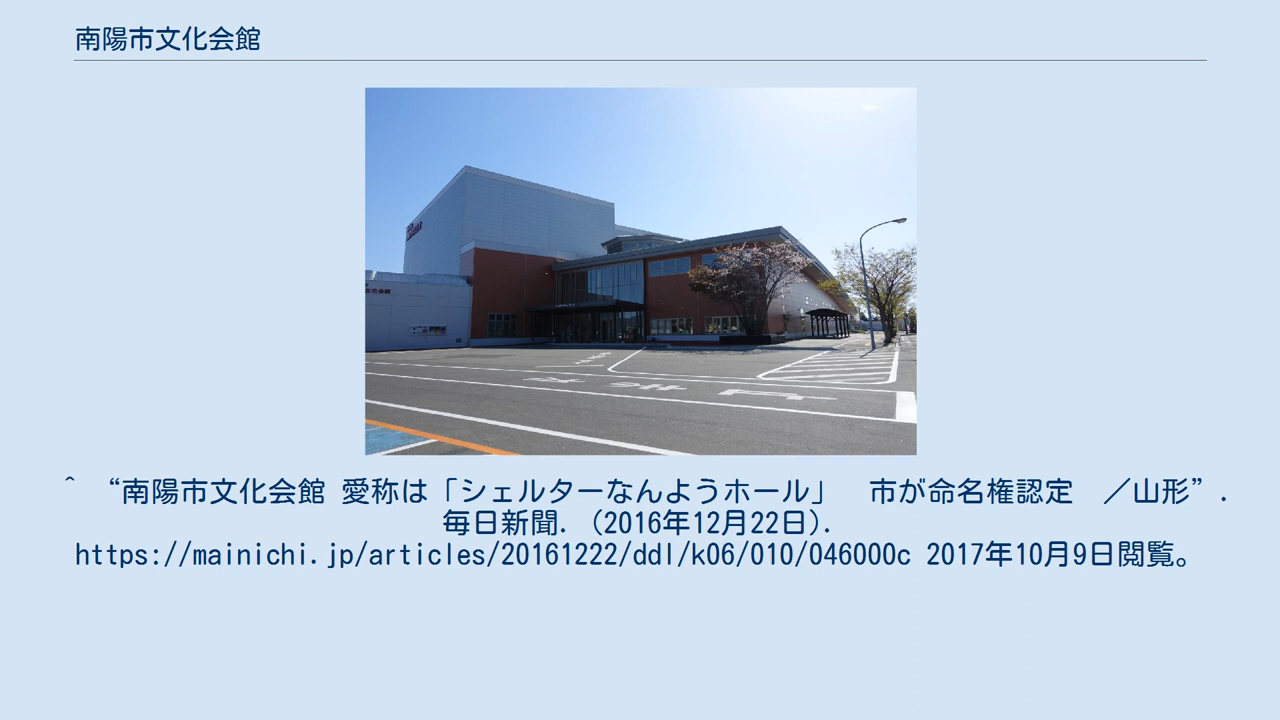 南陽市文化会館
^ “南陽市文化会館 愛称は「シェルターなんようホール」　市が命名権認定　／山形”.
毎日新聞. (2016年12月22日).
https://mainichi.jp/articles/20161222/ddl/k06/010/046000c 2017年10月9日閲覧。